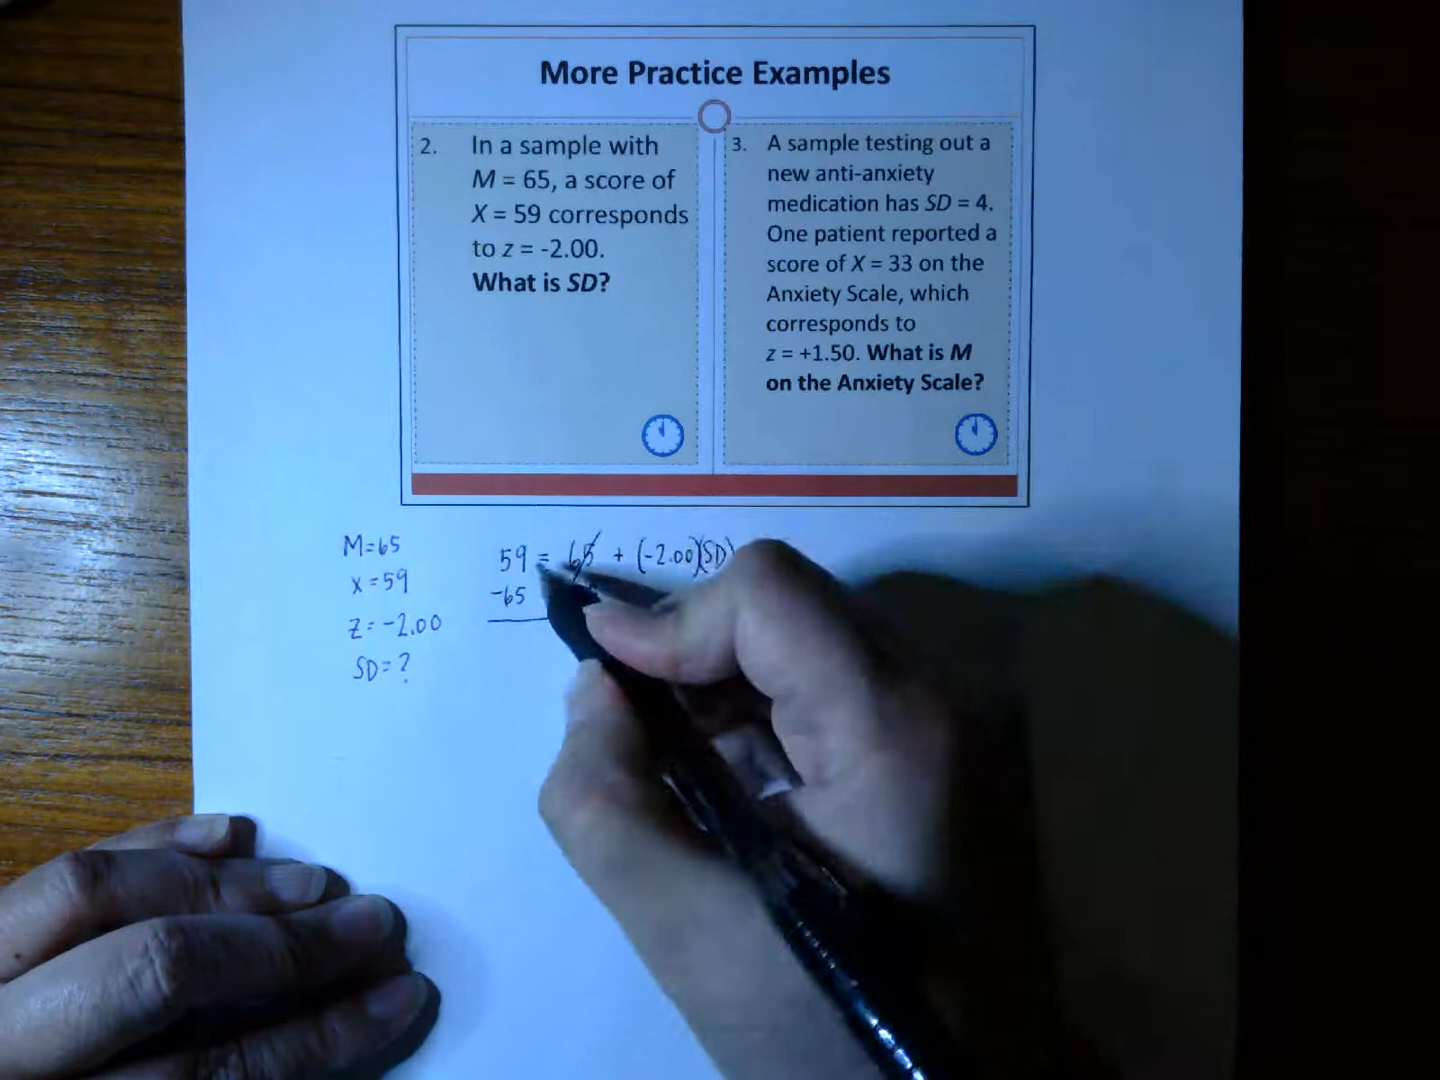 More Practice Examples
2. In a sample with
M = 65, a score of
X = 59 corresponds
to z = -2.00.
What is SD?
3. A sample testing out a
new anti-anxiety
medication has SD = 4.
One patient reported a
score of X = 33 on the
Anxiety Scale, which
corresponds to
z = +1.50. What is M
on the Anxiety Scale?
M=65
X=59
Z=-2.00
SD=?
59 = 65 + (-2.00)(SD)
-65